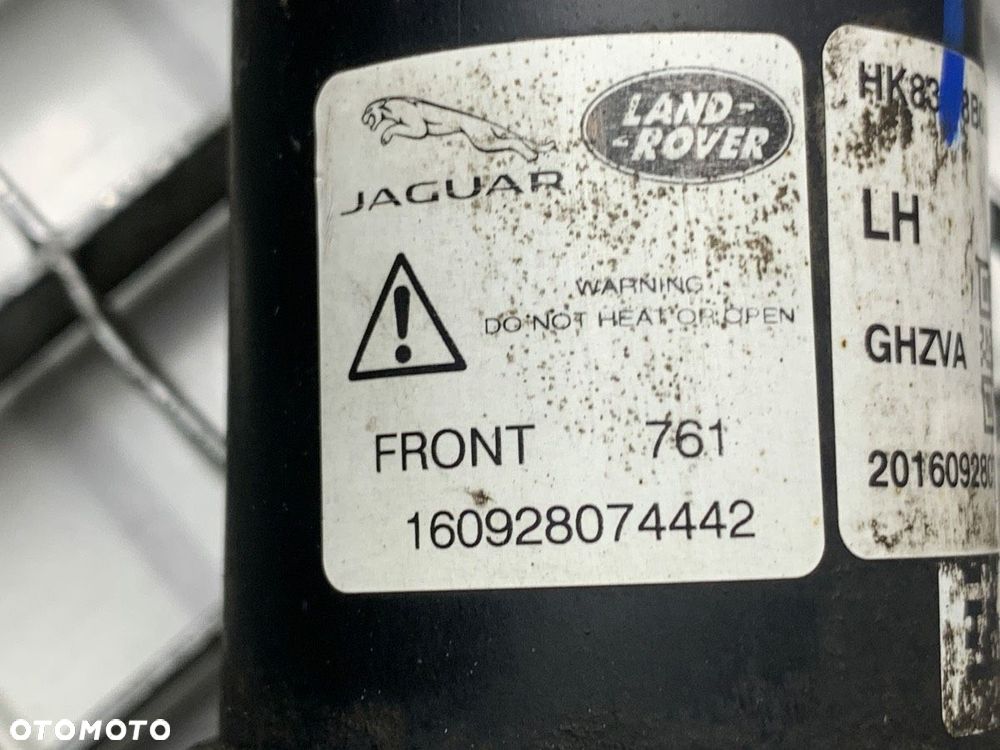 JAGUAR
LAND-
-ROVER
WARNING
DO NOT HEAT OR OPEN
FRONT 761
160928074442
LH
GHZVA
OTOMOTO